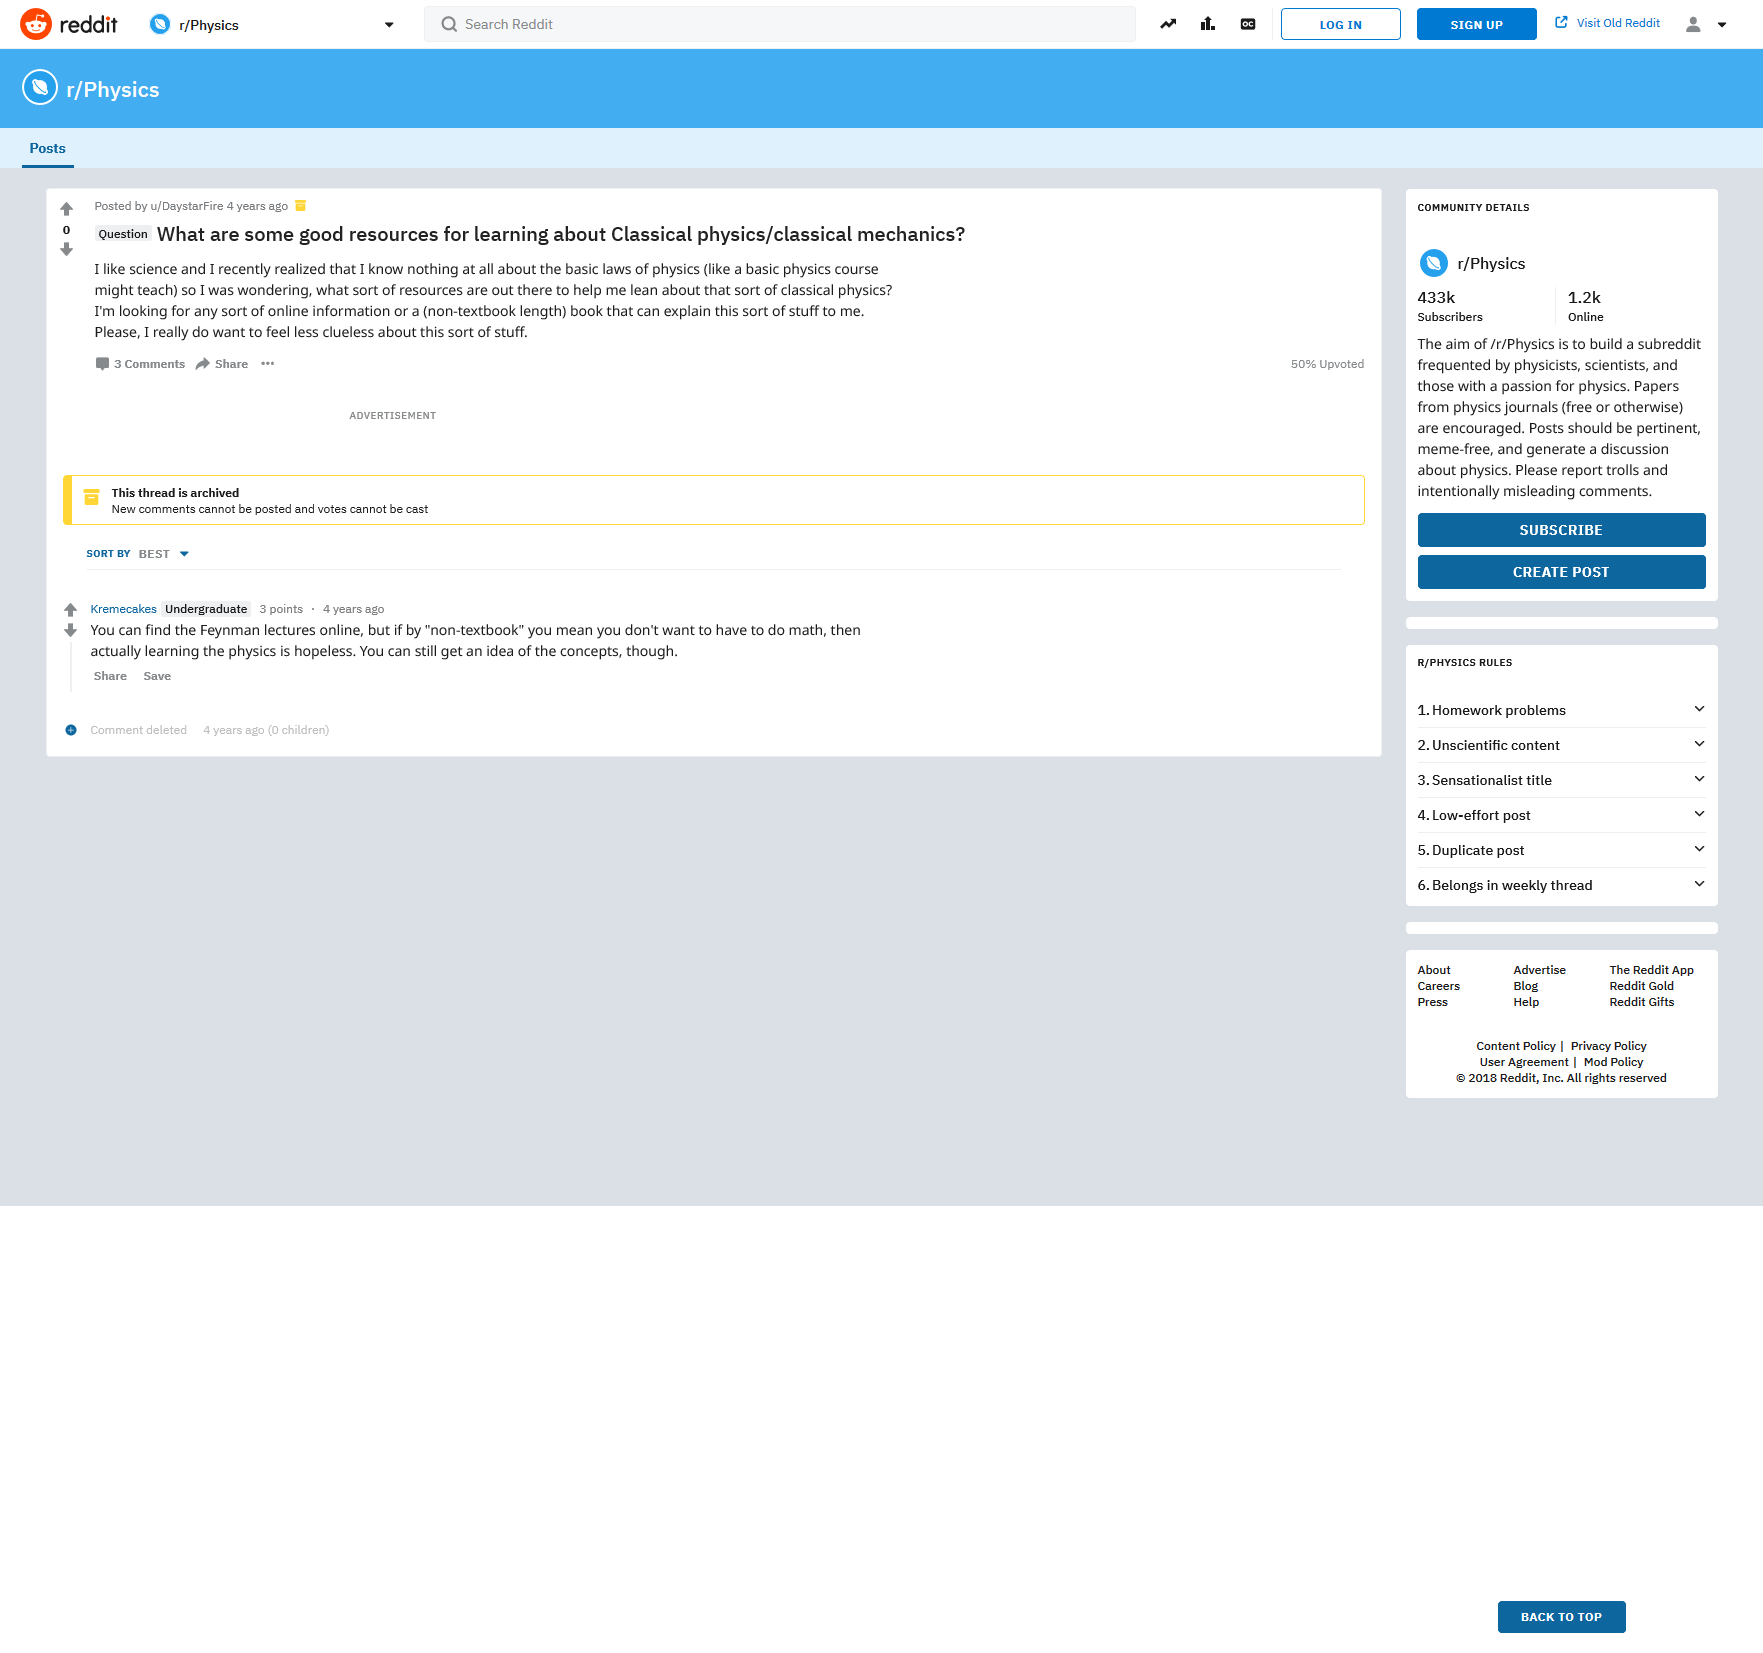 reddit
r/Physics
Search Reddit
OC
LOG IN
SIGN UP
Visit Old Reddit
r/Physics
Posts
Posted by u/DaystarFire 4 years ago
0
Question What are some good resources for learning about Classical physics/classical mechanics?
I like science and I recently realized that I know nothing at all about the basic laws of physics (like a basic physics course
might teach) so I was wondering, what sort of resources are out there to help me lean about that sort of classical physics?
I'm looking for any sort of online information or a (non-textbook length) book that can explain this sort of stuff to me.
Please, I really do want to feel less clueless about this sort of stuff.
3 Comments Share
50% Upvoted
ADVERTISEMENT
This thread is archived
New comments cannot be posted and votes cannot be cast
SORT BY BEST
Kremecakes Undergraduate 3 points · 4 years ago
You can find the Feynman lectures online, but if by "non-textbook" you mean you don't want to have to do math, then
actually learning the physics is hopeless. You can still get an idea of the concepts, though.
Share Save
Comment deleted 4 years ago (0 children)
COMMUNITY DETAILS
r/Physics
433k 1.2k
Subscribers Online
The aim of /r/Physics is to build a subreddit
frequented by physicists, scientists, and
those with a passion for physics. Papers
from physics journals (free or otherwise)
are encouraged. Posts should be pertinent,
meme-free, and generate a discussion
about physics. Please report trolls and
intentionally misleading comments.
SUBSCRIBE
CREATE POST
R/PHYSICS RULES
1. Homework problems
2. Unscientific content
3. Sensationalist title
4. Low-effort post
5. Duplicate post
6. Belongs in weekly thread
About Advertise The Reddit App
Careers Blog Reddit Gold
Press Help Reddit Gifts
Content Policy | Privacy Policy
User Agreement | Mod Policy
© 2018 Reddit, Inc. All rights reserved
BACK TO TOP